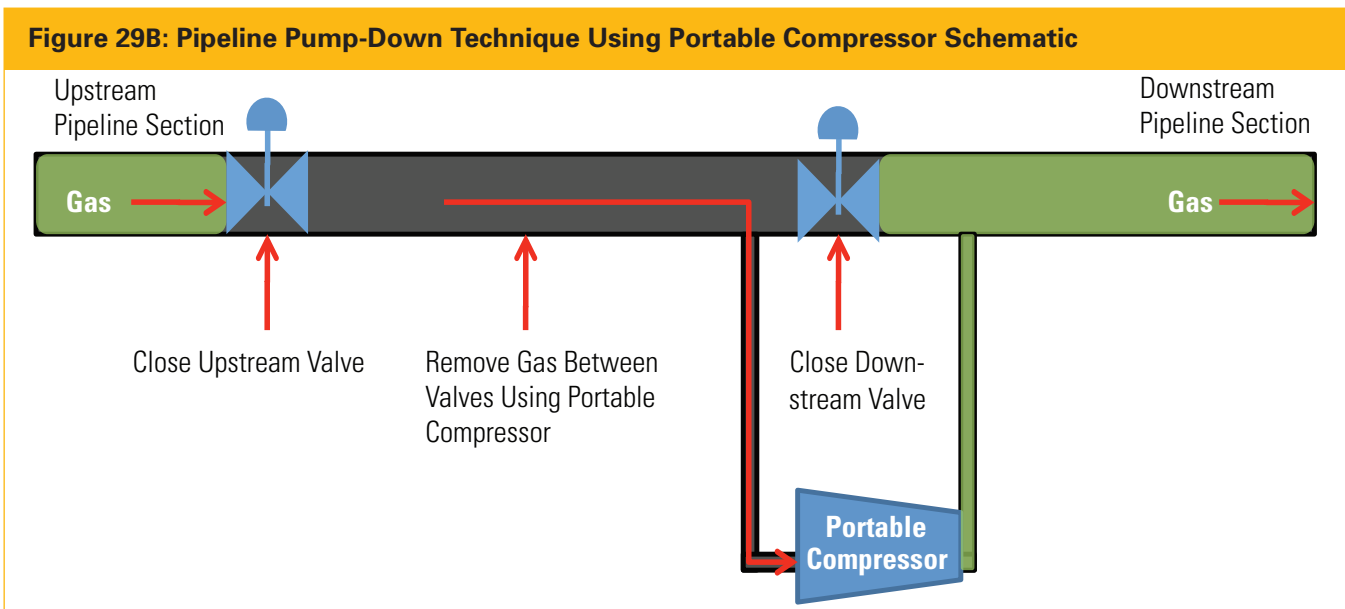 Figure 29B: Pipeline Pump-Down Technique Using Portable Compressor Schematic
Upstream
Pipeline Section
Downstream
Pipeline Section
Gas
Gas
Close Upstream Valve
Remove Gas Between
Valves Using Portable
Compressor
Close Down-
stream Valve
Portable
Compressor